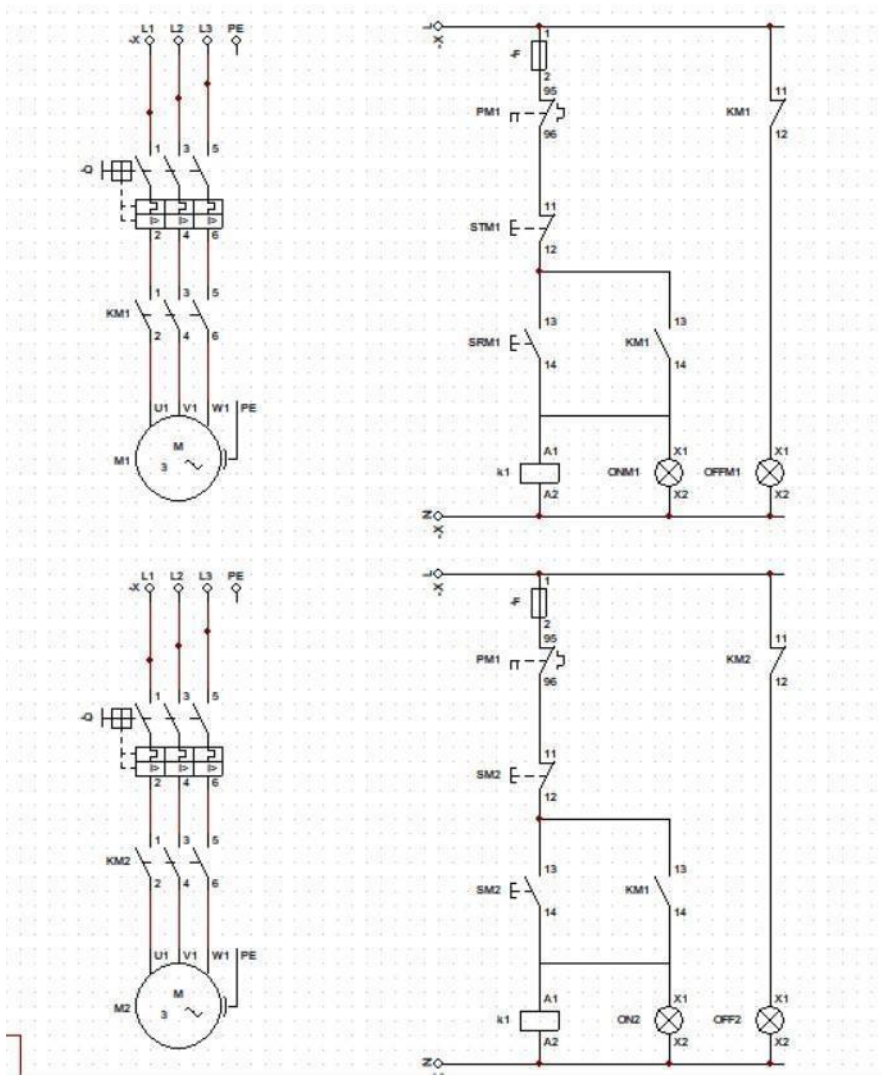 L1 L2 L3 PE
-X
L
-X
1
-F
2
95
PM1
96
11
KM1
12
1 3 5
-Q
2 4 6
11
STM1
12
1 3 5
KM1
2 4 6
13
SRM1
14
13
KM1
14
U1 V1 W1 PE
M
3
M1
A1
k1
A2
X1
ONM1
X2
X1
OFFM1
X2
N
-X
L1 L2 L3 PE
-X
L
-X
1
-F
2
95
PM1
96
11
KM2
12
1 3 5
-Q
2 4 6
11
SM2
12
1 3 5
KM2
2 4 6
13
SM2
14
13
KM1
14
U1 V1 W1 PE
M
3
M2
A1
k1
A2
X1
ON2
X2
X1
OFF2
X2
N